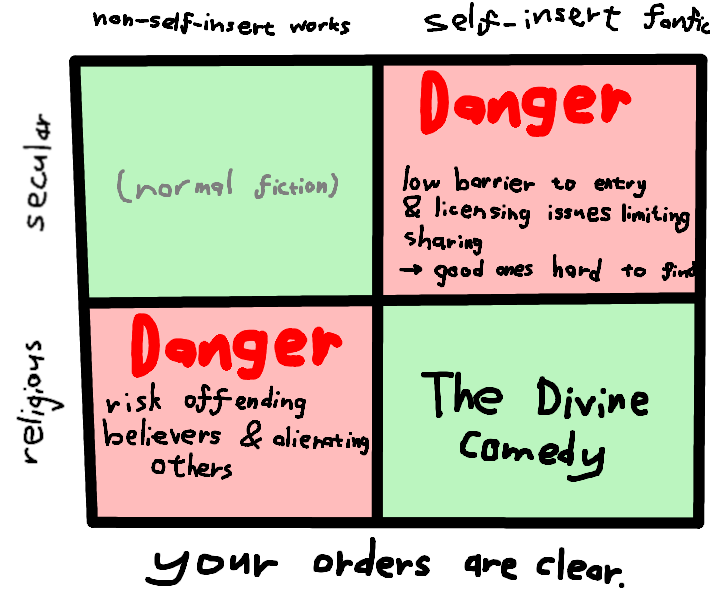 non-self-insert works
self-insert fanfic
secular
(normal fiction)
Danger
low barrier to entry
& licensing issues limiting
sharing
→ good ones hard to find
religious
Danger
risk offending
believers & alienating
others
The Divine
Comedy
your orders are clear.